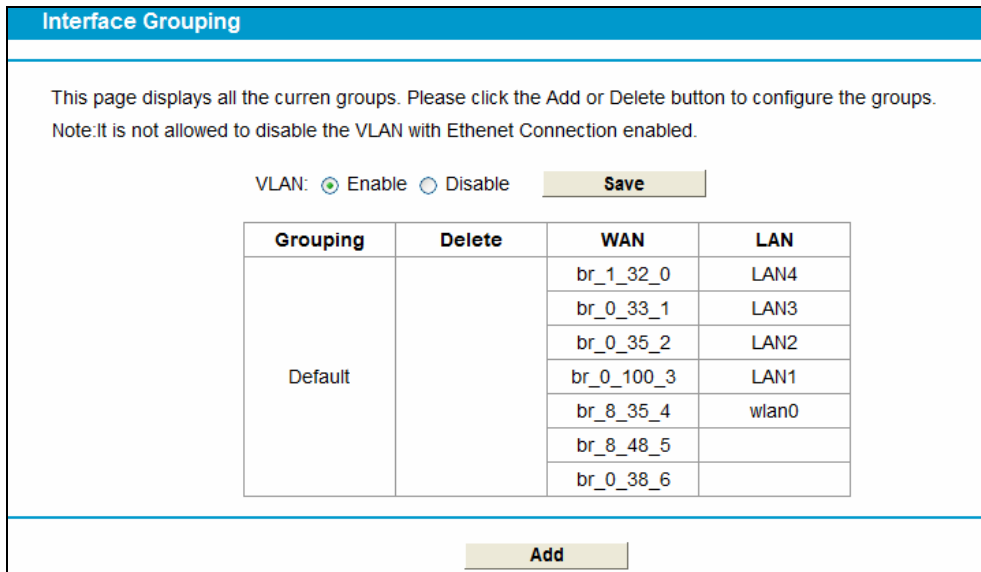 Interface Grouping
This page displays all the curren groups. Please click the Add or Delete button to configure the groups.
Note:It is not allowed to disable the VLAN with Ethenet Connection enabled.
VLAN: Enable Disable Save
Grouping Delete WAN LAN
br_1_32_0 LAN4
br_0_33_1 LAN3
br_0_35_2 LAN2
Default br_0_100_3 LAN1
br_8_35_4 wlan0
br_8_48_5
br_0_38_6
Add